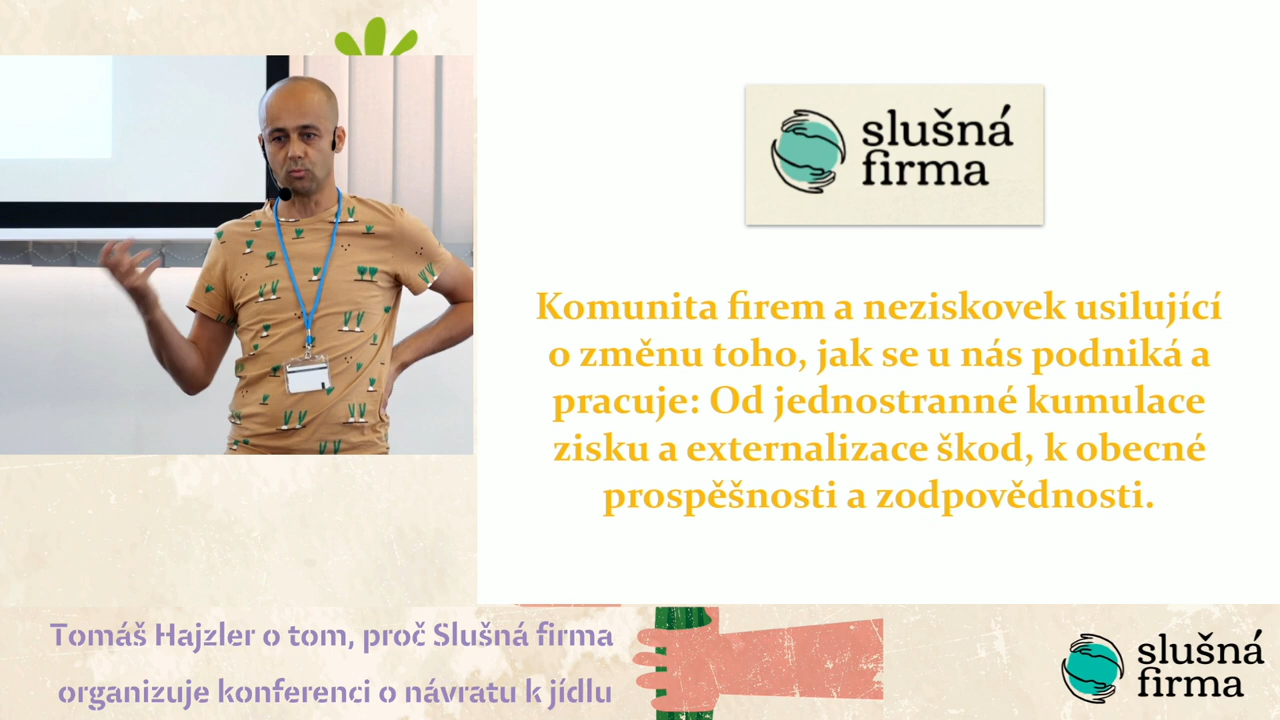 slušná
firma
Komunita firem a neziskovek usilující
o změnu toho, jak se u nás podniká a
pracuje: Od jednostranné kumulace
zisku a externalizace škod, k obecné
prospěšnosti a zodpovědnosti.
Tomáš Hajzler o tom, proč Slušná firma
organizuje konferenci o návratu k jídlu
slušná
firma